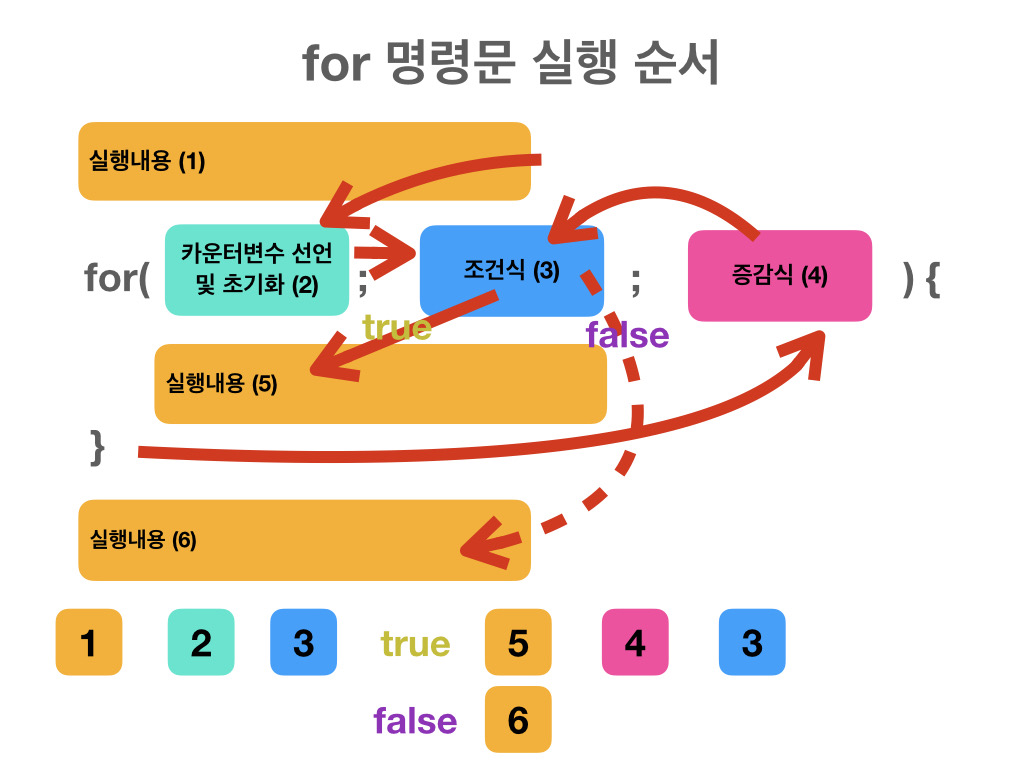 for 명령문 실행 순서
실행내용 (1)
for( 카운터변수 선언 및 초기화 (2) ; 조건식 (3) ; 증감식 (4) ) {
true false
실행내용 (5)
}
실행내용 (6)
1 2 3 true 5 4 3
false 6